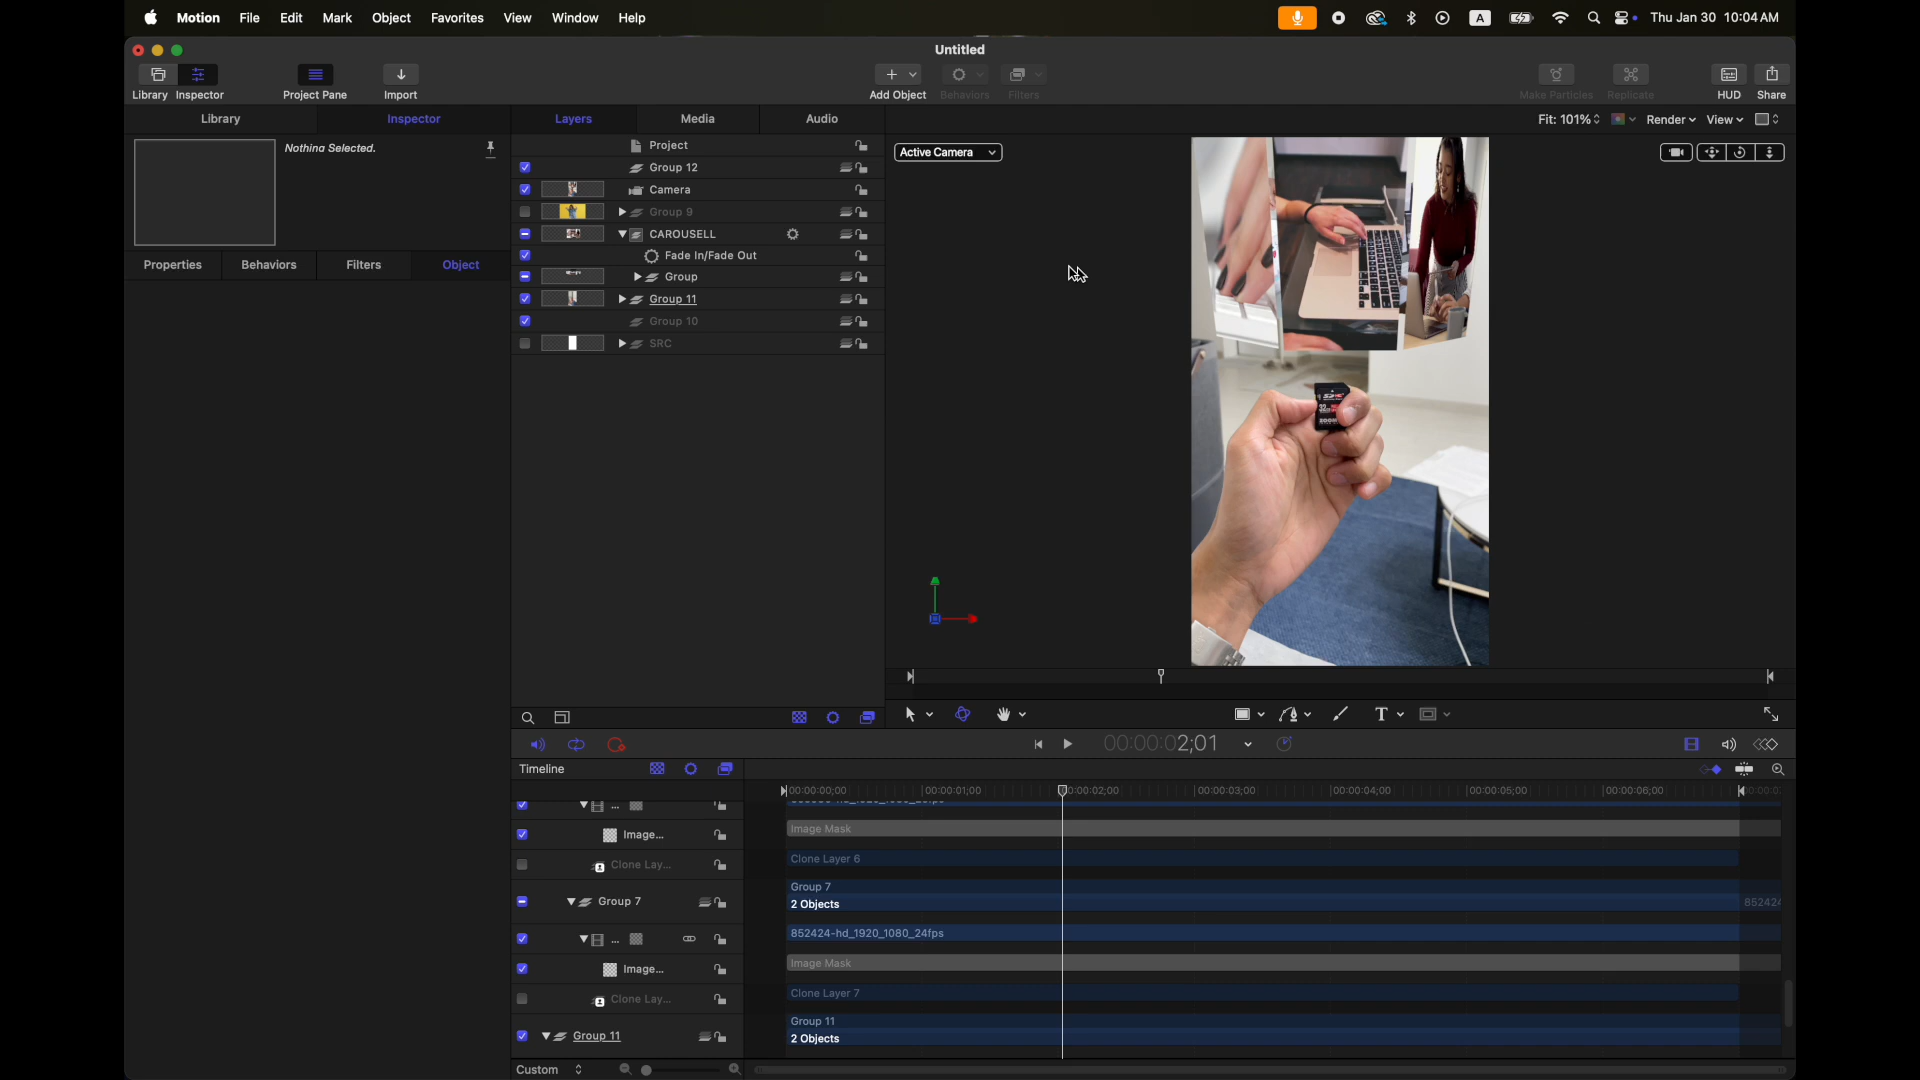 Motion File Edit Mark Object Favorites View Window Help
A Thu Jan 30 10:04 AM
Untitled
Library Inspector Project Pane Import Add Object Behaviors Filters Make Particles Replicate HUD Share
Library Inspector Layers Media Audio
Fit: 101% Render View
Nothing Selected.
Active Camera
Properties Behaviors Filters Object
Project
Group 12
Camera
Group 9
CAROUSELL
Fade In/Fade Out
Group
Group 11
Group 10
SRC
32
T
00:00:02;01
Timeline
00:00:00;00 00:00:01;00 00:00:02;00 00:00:03;00 00:00:04;00 00:00:05;00 00:00:06;00
...
Image...
Image Mask
Clone Lay...
Clone Layer 6
Group 7
Group 7
2 Objects
852424
...
852424-hd_1920_1080_24fps
Image...
Image Mask
Clone Lay...
Clone Layer 7
Group 11
Group 11
2 Objects
Custom